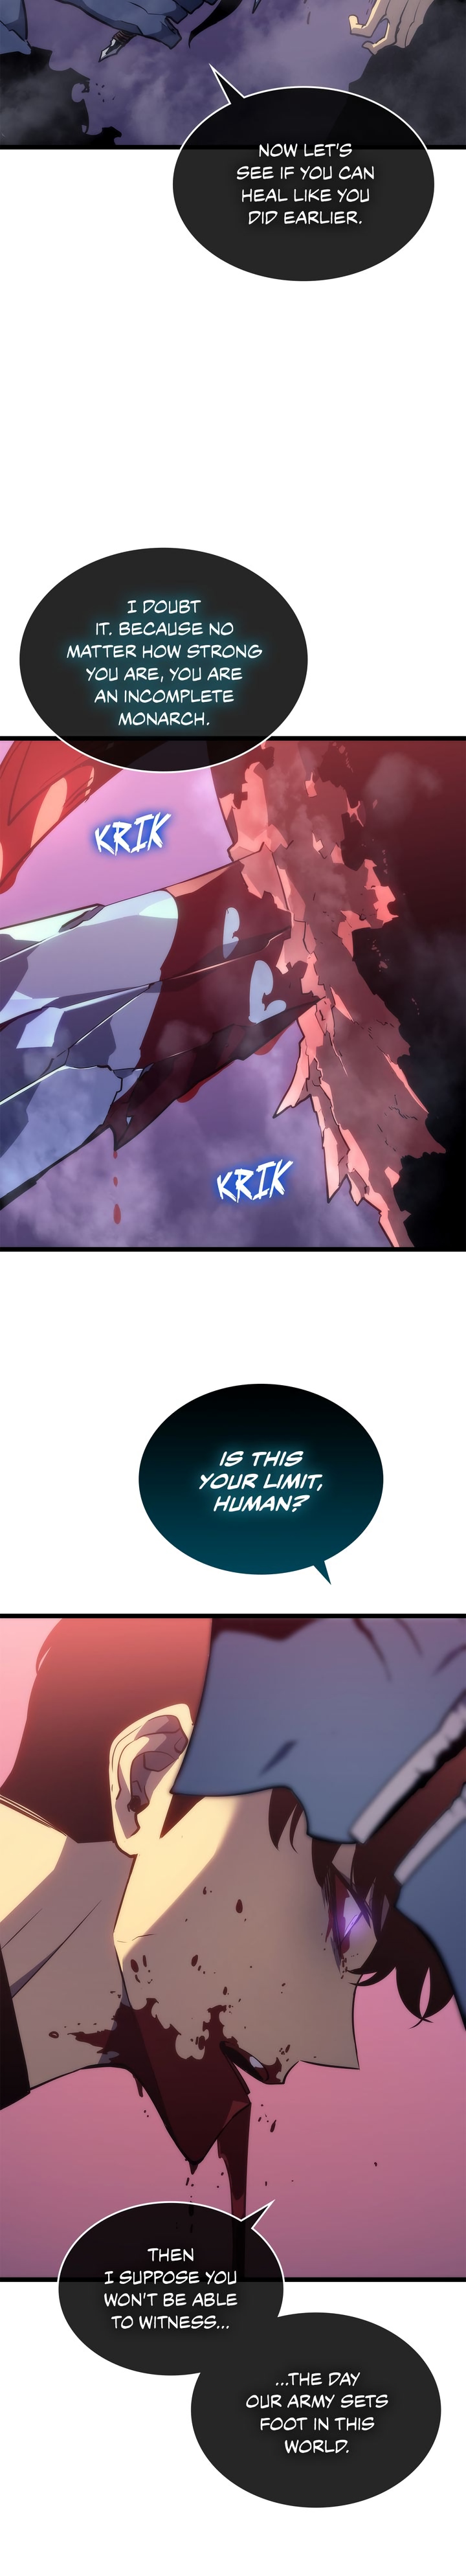 NOW LET'S
SEE IF YOU CAN
HEAL LIKE YOU
DID EARLIER.
I DOUBT
IT. BECAUSE NO
MATTER HOW STRONG
YOU ARE, YOU ARE
AN INCOMPLETE
MONARCH.
KRIK
KRIK
IS THIS
YOUR LIMIT,
HUMAN?
THEN
I SUPPOSE YOU
WON'T BE ABLE
TO WITNESS...
...THE DAY
OUR ARMY SETS
FOOT IN THIS
WORLD.